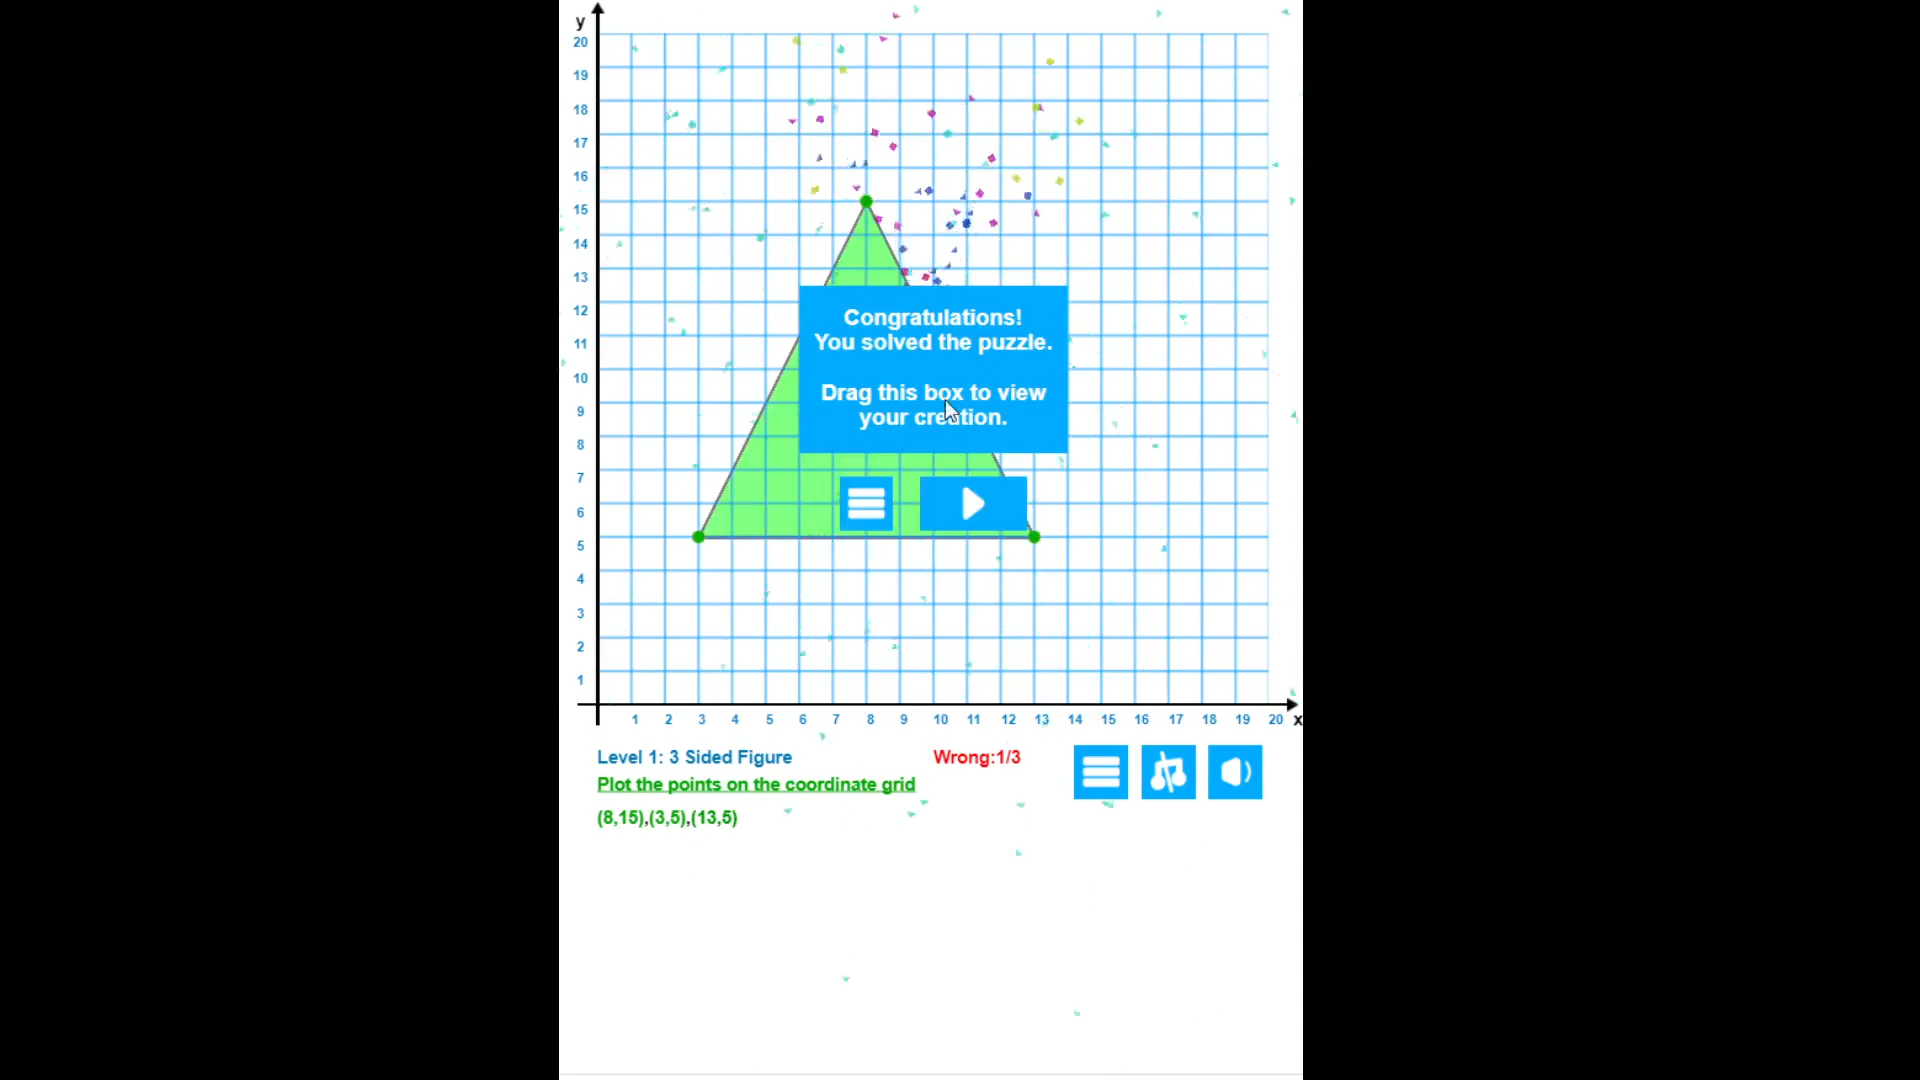 y
20
19
18
17
16
15
14
13
12
11
10
9
8
7
6
5
4
3
2
1
Congratulations!
You solved the puzzle.
Drag this box to view
your creation.
1 2 3 4 5 6 7 8 9 10 11 12 13 14 15 16 17 18 19 20 x
Level 1: 3 Sided Figure
Wrong:1/3
Plot the points on the coordinate grid
(8,15),(3,5),(13,5)